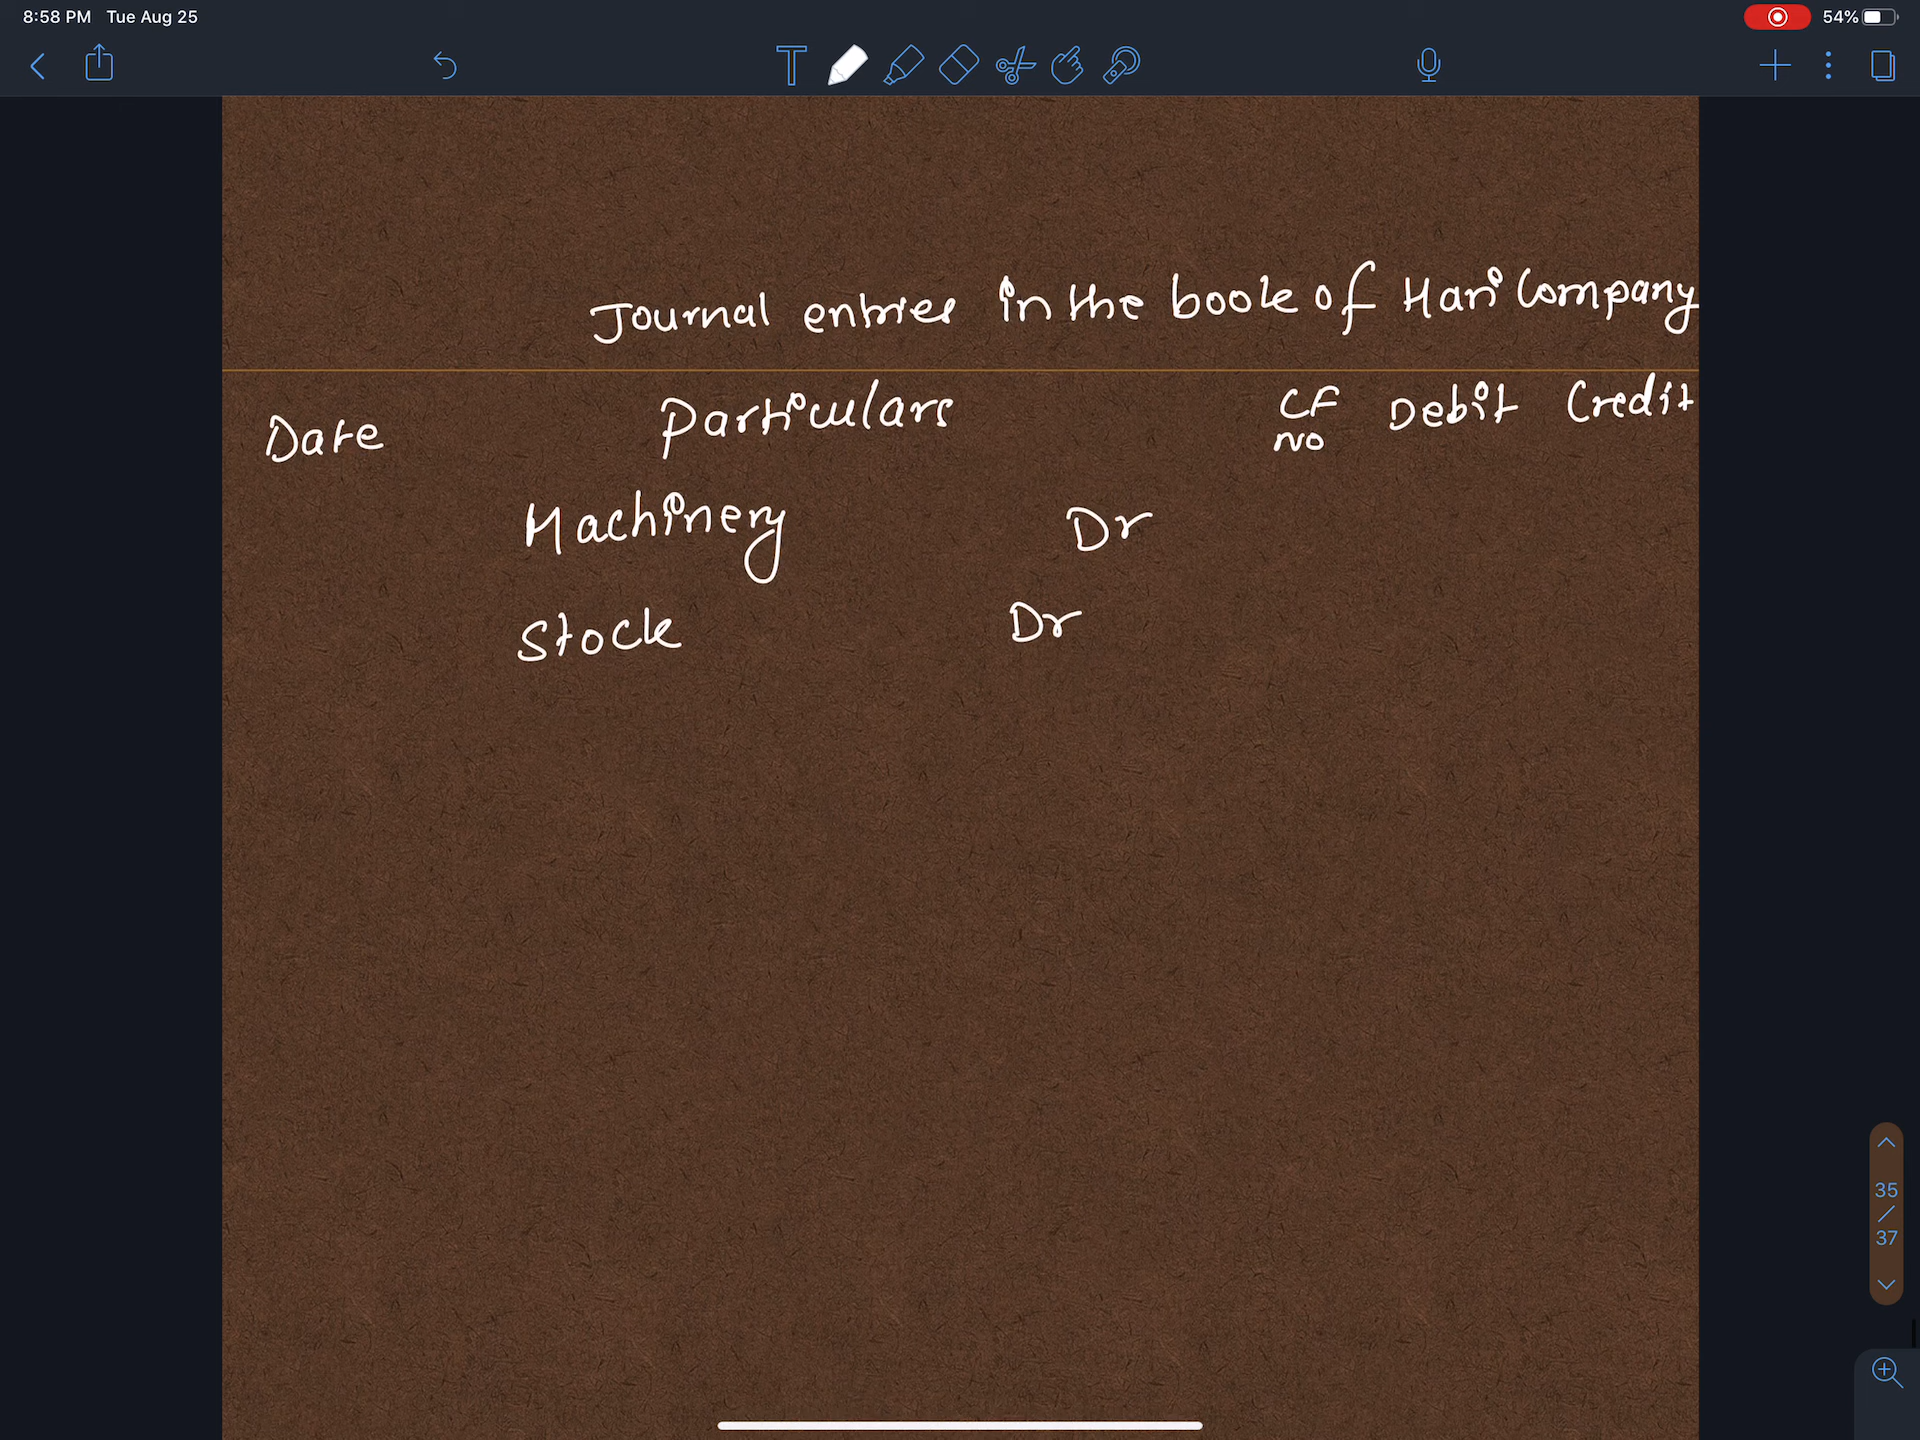 8:58 PM Tue Aug 25 54%
Journal entries in the book of Hari Company
Date Particulars CF NO Debit Credit
Machinery Dr
Stock Dr
35
/
37